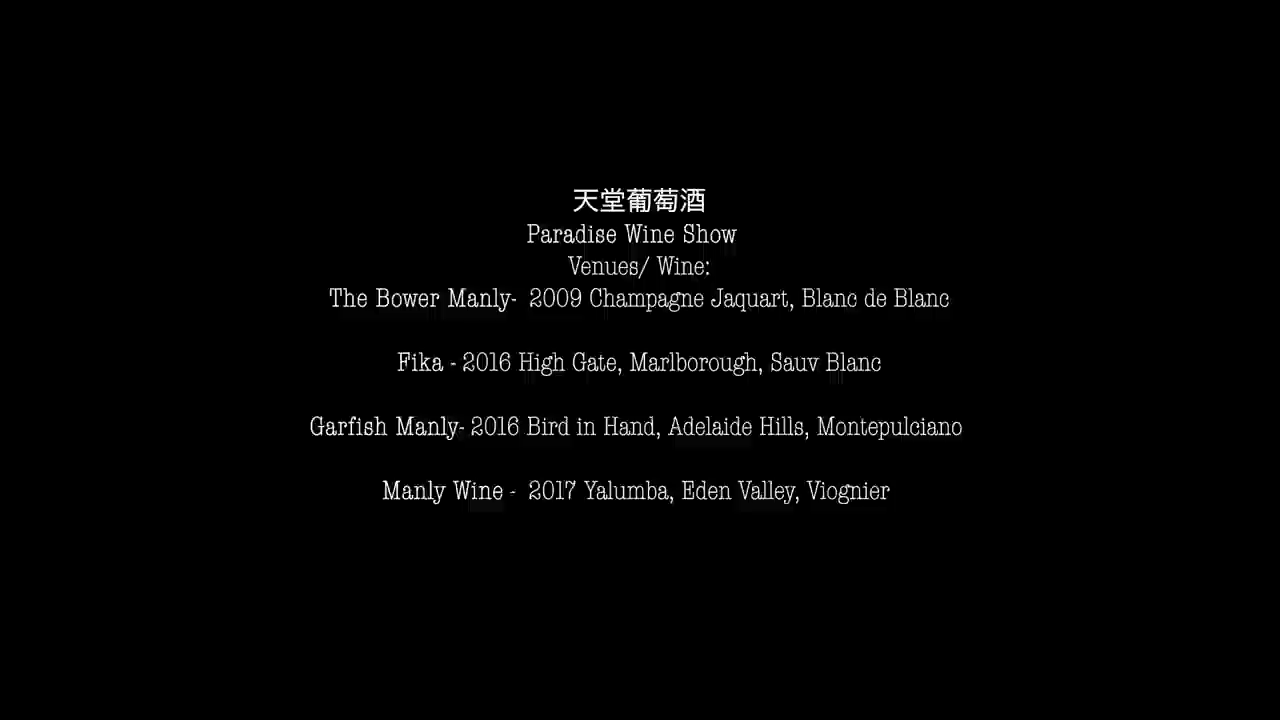 天堂葡萄酒
Paradise Wine Show
Venues/ Wine:
The Bower Manly-  2009 Champagne Jaquart, Blanc de Blanc
Fika - 2016 High Gate, Marlborough, Sauv Blanc
Garfish Manly- 2016 Bird in Hand, Adelaide Hills, Montepulciano
Manly Wine -  2017 Yalumba, Eden Valley, Viognier